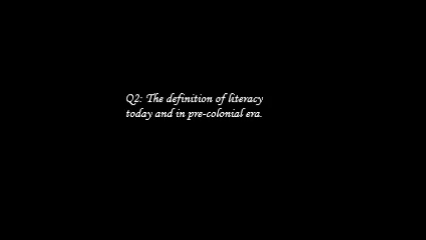 Q2: The definition of literacy
today and in pre-colonial era.